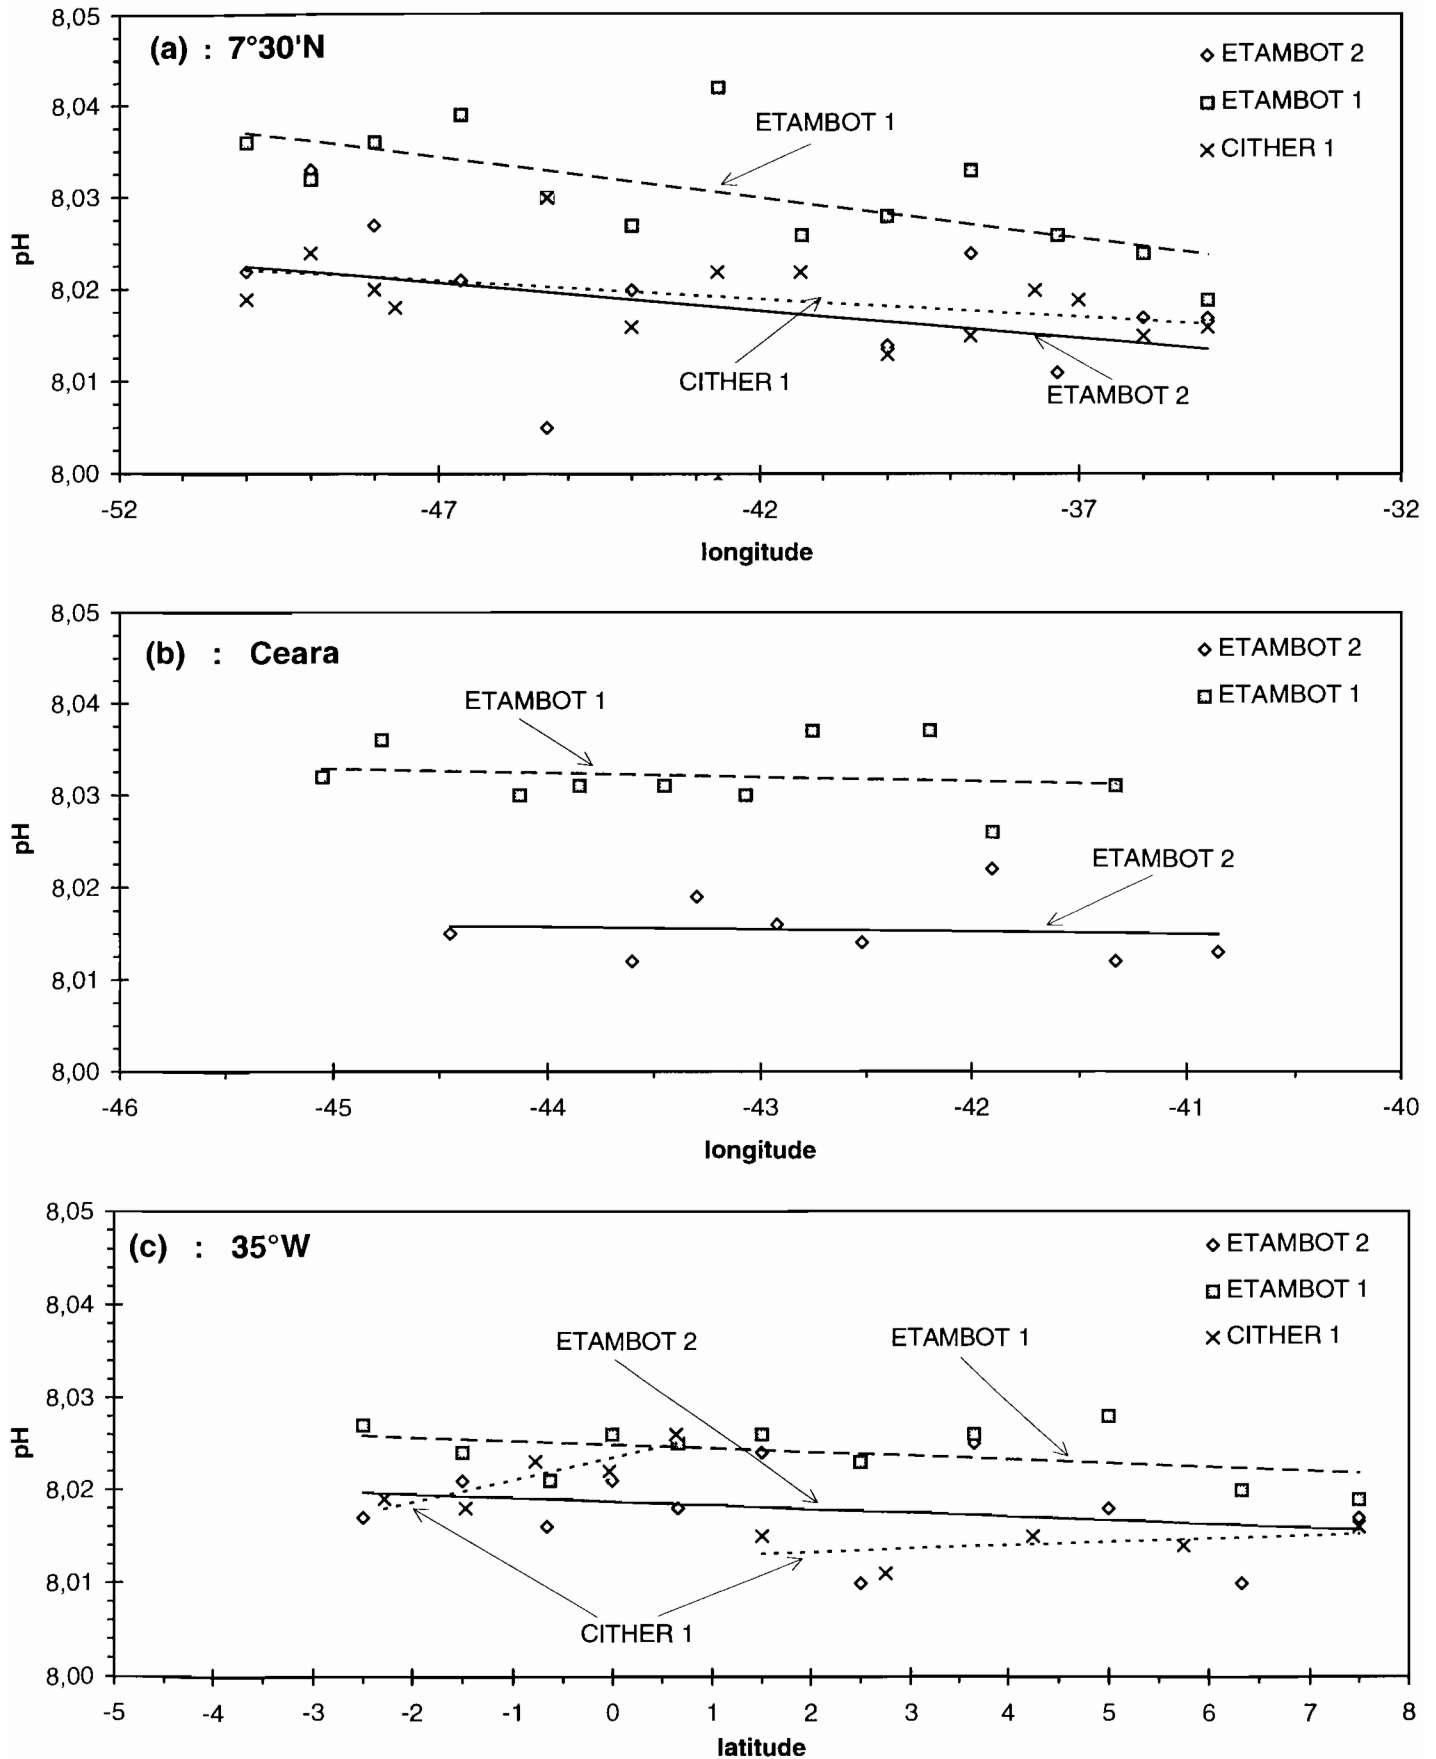 8,05
(a) : 7°30'N
ETAMBOT 2
8,04
ETAMBOT 1
ETAMBOT 1
CITHER 1
8,03
pH
8,02
8,01
CITHER 1
ETAMBOT 2
8,00
-52 -47 -42 -37 -32
longitude
8,05
(b) : Ceara
ETAMBOT 2
8,04
ETAMBOT 1
ETAMBOT 1
8,03
pH
8,02
ETAMBOT 2
8,01
8,00
-46 -45 -44 -43 -42 -41 -40
longitude
8,05
(c) : 35°W
ETAMBOT 2
8,04
ETAMBOT 1
ETAMBOT 2
ETAMBOT 1
CITHER 1
8,03
pH
8,02
8,01
CITHER 1
8,00
-5 -4 -3 -2 -1 0 1 2 3 4 5 6 7 8
latitude